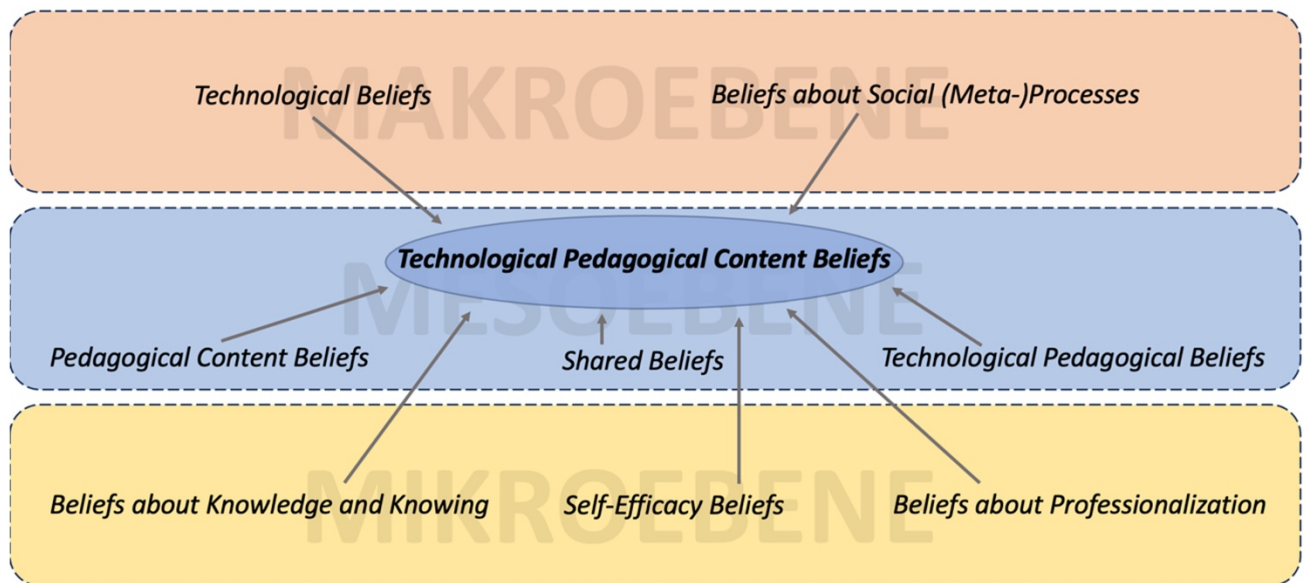 MAKROEBENE
Technological Beliefs
Beliefs about Social (Meta-)Processes
MESOEBENE
Technological Pedagogical Content Beliefs
Pedagogical Content Beliefs
Shared Beliefs
Technological Pedagogical Beliefs
MIKROEBENE
Beliefs about Knowledge and Knowing
Self-Efficacy Beliefs
Beliefs about Professionalization